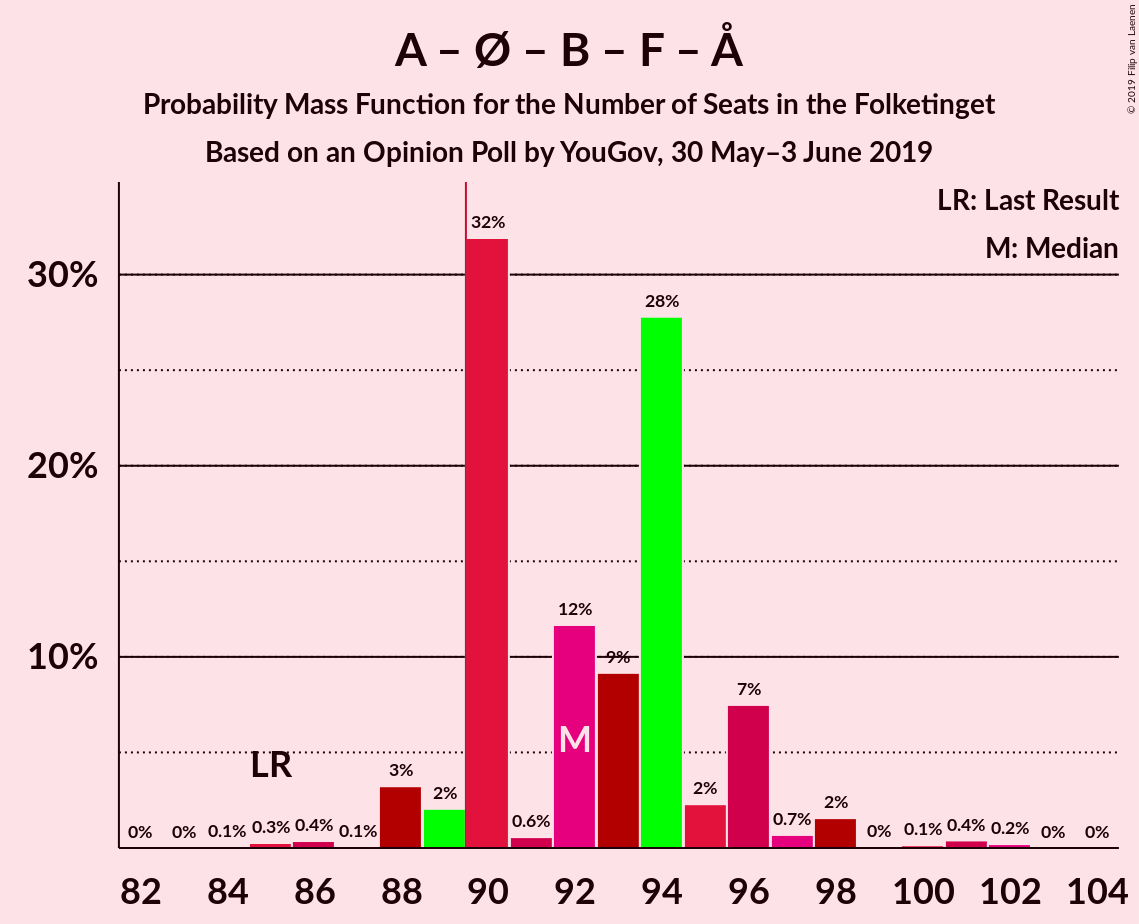 A – Ø – B – F – Å
Probability Mass Function for the Number of Seats in the Folketinget
Based on an Opinion Poll by YouGov, 30 May–3 June 2019
© 2019 Filip van Laenen
LR: Last Result
M: Median
30%
20%
10%
0% 0% 0.1% 0.3% 0.4% 0.1% 3% 2% 32% 0.6% 12% 9% 28% 2% 7% 0.7% 2% 0% 0.1% 0.4% 0.2% 0% 0%
LR
M
82 84 86 88 90 92 94 96 98 100 102 104